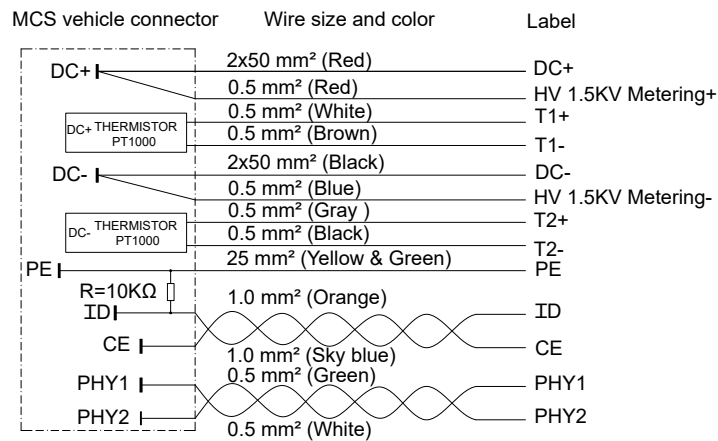 MCS vehicle connector Wire size and color Label
DC+ 2x50 mm² (Red) DC+
0.5 mm² (Red) HV 1.5KV Metering+
0.5 mm² (White) T1+
DC+ THERMISTOR PT1000 0.5 mm² (Brown) T1-
DC- 2x50 mm² (Black) DC-
0.5 mm² (Blue) HV 1.5KV Metering-
0.5 mm² (Gray ) T2+
DC- THERMISTOR PT1000 0.5 mm² (Black) T2-
PE 25 mm² (Yellow & Green) PE
R=10KΩ
ID 1.0 mm² (Orange) ID
CE 1.0 mm² (Sky blue) CE
PHY1 0.5 mm² (Green) PHY1
PHY2 0.5 mm² (White) PHY2